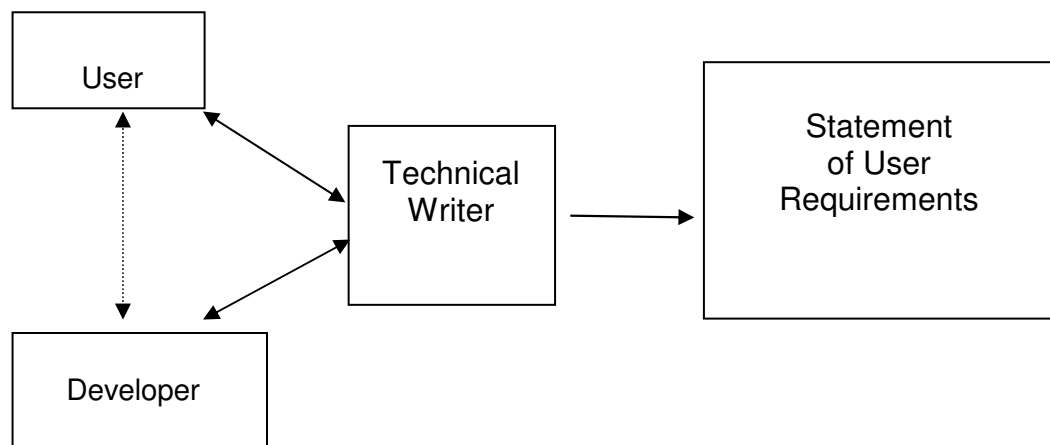 User
Technical
Writer
Statement
of User
Requirements
Developer